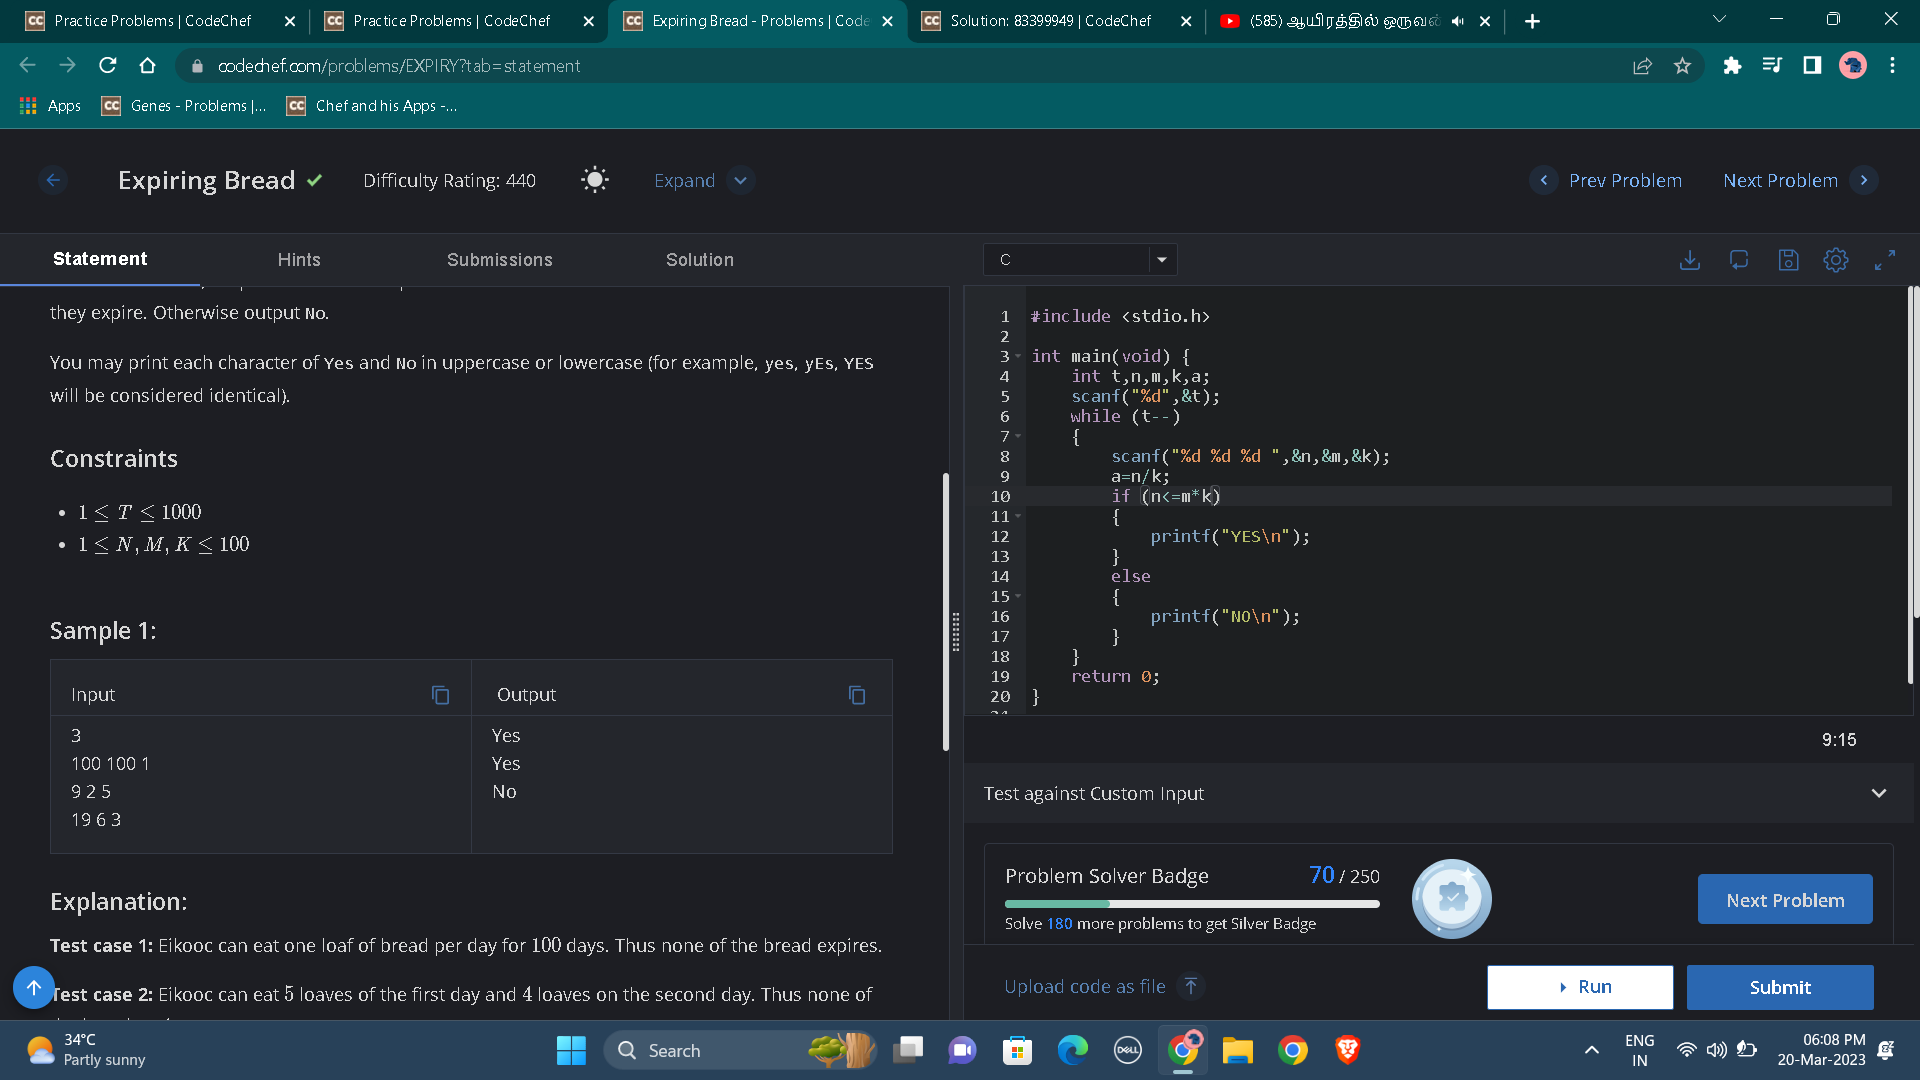 Practice Problems | CodeChef
Practice Problems | CodeChef
Expiring Bread - Problems | Code
Solution: 83399949 | CodeChef
(585) ஆயிரத்தில் ஒருவன்
codechef.com/problems/EXPIRY?tab=statement
Apps
Genes - Problems |...
Chef and his Apps -...
Expiring Bread
Difficulty Rating: 440
Expand
Prev Problem
Next Problem
Statement
Hints
Submissions
Solution
C
they expire. Otherwise output No.
You may print each character of Yes and No in uppercase or lowercase (for example, yes, yEs, YES
will be considered identical).
Constraints
• 1 ≤ T ≤ 1000
• 1 ≤ N, M, K ≤ 100
Sample 1:
Input
Output
3
100 100 1
9 2 5
19 6 3
Yes
Yes
No
Explanation:
Test case 1: Eikooc can eat one loaf of bread per day for 100 days. Thus none of the bread expires.
Test case 2: Eikooc can eat 5 loaves of the first day and 4 loaves on the second day. Thus none of
1 #include <stdio.h>
2
3 int main(void) {
4 int t,n,m,k,a;
5 scanf("%d",&t);
6 while (t--)
7 {
8 scanf("%d %d %d ",&n,&m,&k);
9 a=n/k;
10 if (n<=m*k)
11 {
12 printf("YES\n");
13 }
14 else
15 {
16 printf("NO\n");
17 }
18 }
19 return 0;
20 }
9:15
Test against Custom Input
Problem Solver Badge
70 / 250
Solve 180 more problems to get Silver Badge
Next Problem
Upload code as file
Run
Submit
34°C
Partly sunny
Search
DELL
ENG
IN
06:08 PM
20-Mar-2023